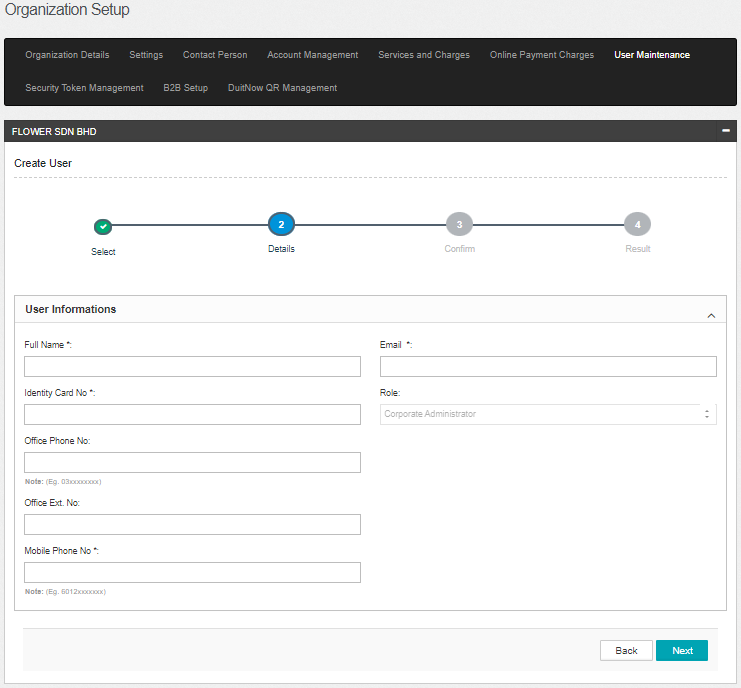 Organization Setup
Organization Details Settings Contact Person Account Management Services and Charges Online Payment Charges User Maintenance
Security Token Management B2B Setup DuitNow QR Management
FLOWER SDN BHD
Create User
2 3 4
Select Details Confirm Result
User Informations
Full Name *: Email *:
Identity Card No *: Role:
Corporate Administrator
Office Phone No:
Note: (Eg. 03xxxxxxxx)
Office Ext. No:
Mobile Phone No *:
Note: (Eg. 6012xxxxxxx)
Back Next